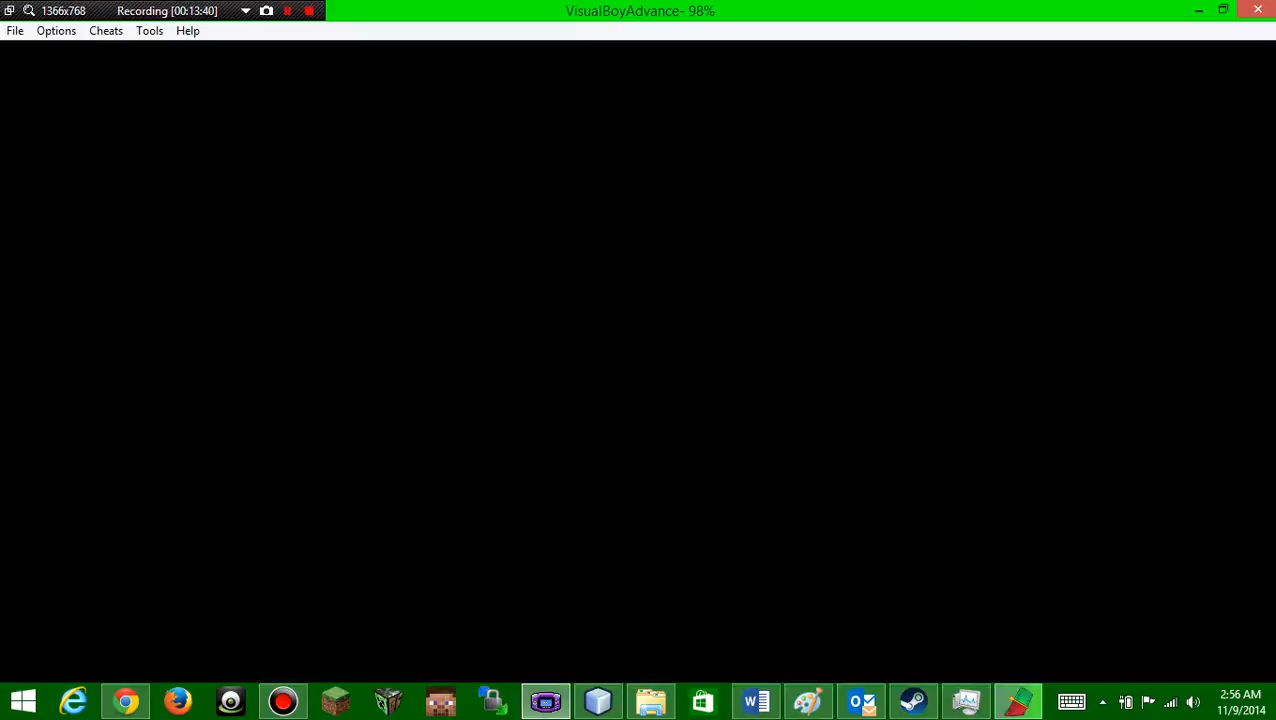 1366x768 Recording [00:13:40] VisualBoyAdvance- 98%
File Options Cheats Tools Help
2:56 AM
11/9/2014